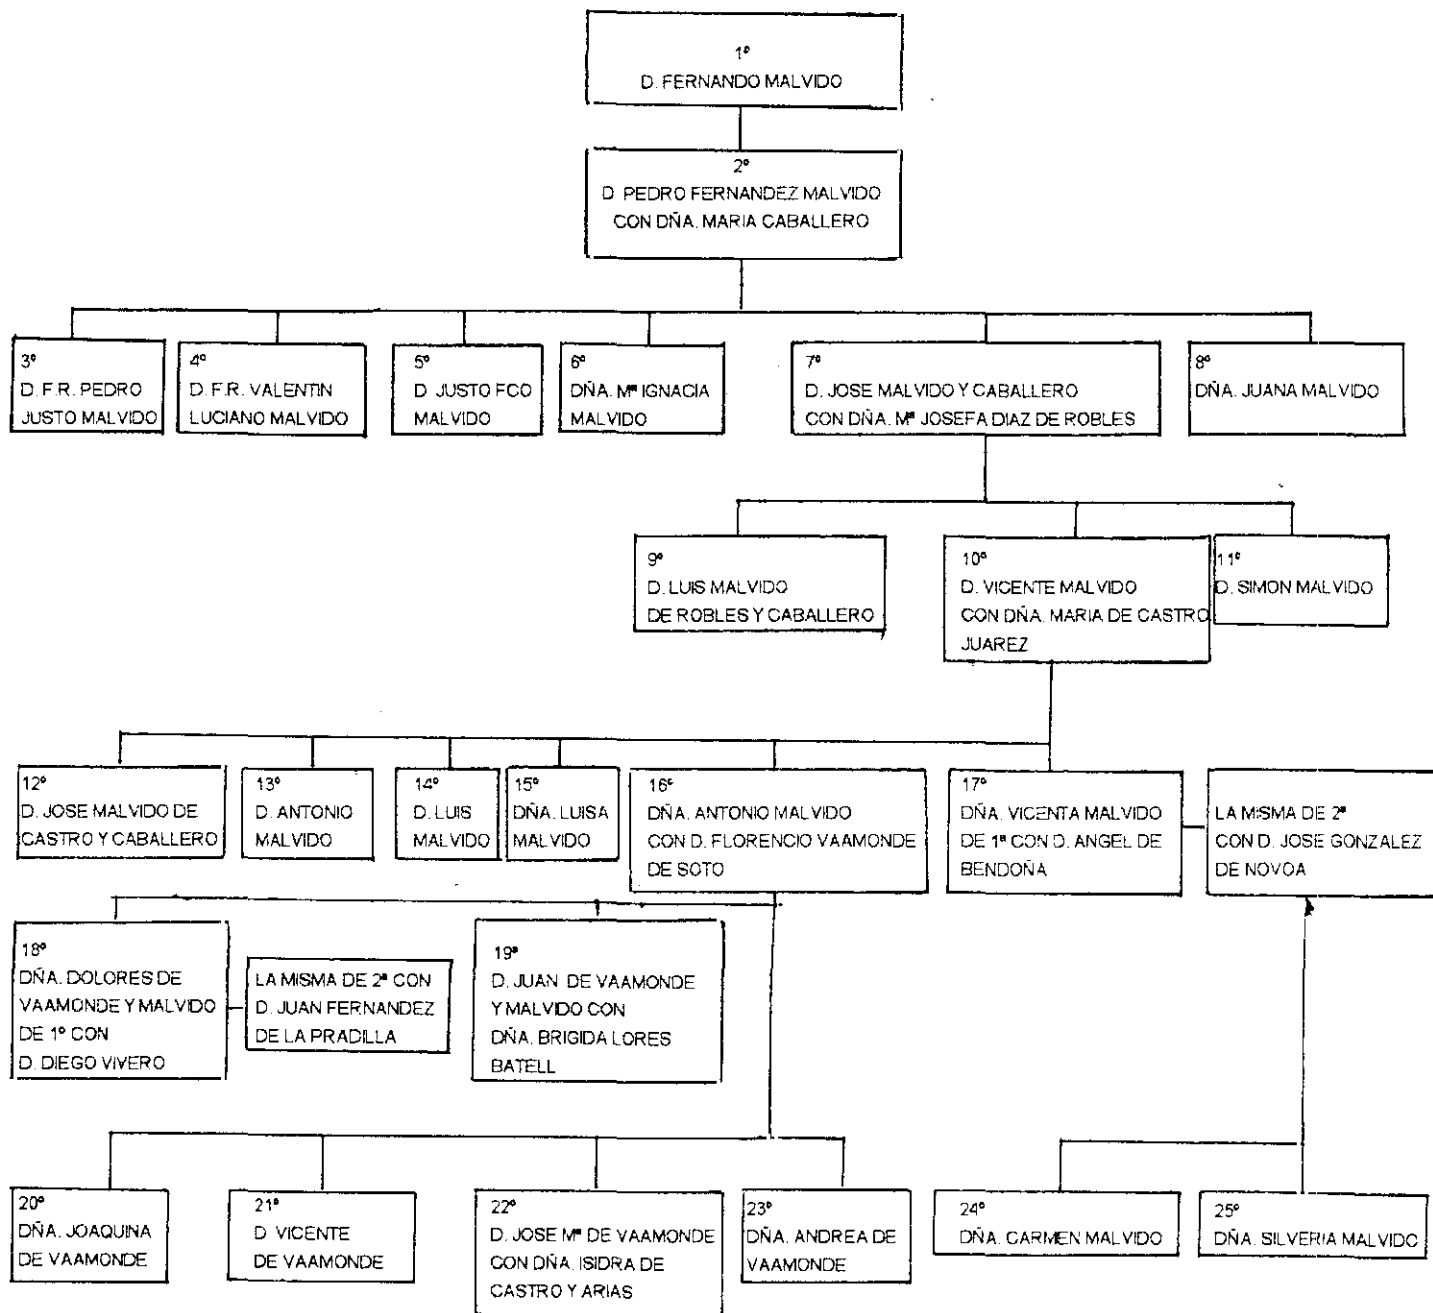 1º
D. FERNANDO MALVIDO
2º
D PEDRO FERNANDEZ MALVIDO
CON DÑA. MARIA CABALLERO
3º
D. F.R. PEDRO
JUSTO MALVIDO
4º
D. F.R. VALENTIN
LUCIANO MALVIDO
5º
D JUSTO FCO
MALVIDO
6º
DÑA. Mª IGNACIA
MALVIDO
7º
D. JOSE MALVIDO Y CABALLERO
CON DÑA. Mª JOSEFA DIAZ DE ROBLES
8º
DÑA. JUANA MALVIDO
9º
D. LUIS MALVIDO
DE ROBLES Y CABALLERO
10º
D. VICENTE MALVIDO
CON DÑA. MARIA DE CASTRO
JUAREZ
11º
D. SIMON MALVIDO
12º
D. JOSE MALVIDO DE
CASTRO Y CABALLERO
13º
D. ANTONIO
MALVIDO
14º
D. LUIS
MALVIDO
15º
DÑA. LUISA
MALVIDO
16º
DÑA. ANTONIO MALVIDO
CON D. FLORENCIO VAAMONDE
DE SOTO
17º
DÑA. VICENTA MALVIDO
DE 1ª CON D. ANGEL DE
BENDOÑA
LA MISMA DE 2ª
CON D. JOSE GONZALEZ
DE NOVOA
18º
DÑA. DOLORES DE
VAAMONDE Y MALVIDO
DE 1º CON
D. DIEGO VIVERO
LA MISMA DE 2ª CON
D. JUAN FERNANDEZ
DE LA PRADILLA
19ª
D. JUAN DE VAAMONDE
Y MALVIDO CON
DÑA. BRIGIDA LORES
BATELL
20º
DÑA. JOAQUINA
DE VAAMONDE
21º
D VICENTE
DE VAAMONDE
22º
D. JOSE Mª DE VAAMONDE
CON DÑA. ISIDRA DE
CASTRO Y ARIAS
23º
DÑA. ANDREA DE
VAAMONDE
24º
DÑA. CARMEN MALVIDO
25º
DÑA. SILVERIA MALVIDO